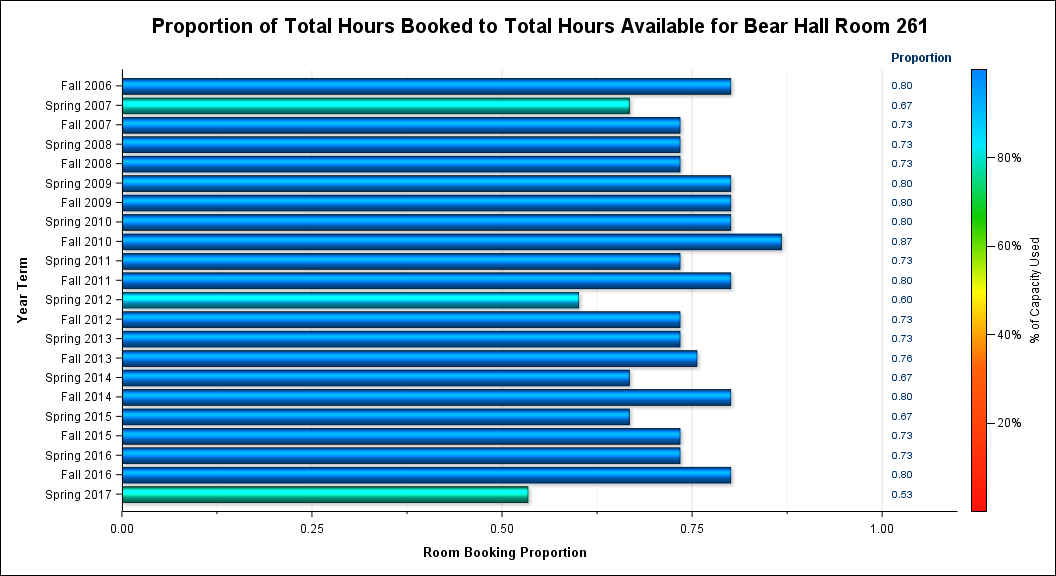 Proportion of Total Hours Booked to Total Hours Available for Bear Hall Room 261
Proportion
Fall 2006 0.80
Spring 2007 0.67
Fall 2007 0.73
Spring 2008 0.73
Fall 2008 0.73
Spring 2009 0.80
Fall 2009 0.80
Spring 2010 0.80
Fall 2010 0.87
Spring 2011 0.73
Fall 2011 0.80
Spring 2012 0.60
Fall 2012 0.73
Spring 2013 0.73
Fall 2013 0.76
Spring 2014 0.67
Fall 2014 0.80
Spring 2015 0.67
Fall 2015 0.73
Spring 2016 0.73
Fall 2016 0.80
Spring 2017 0.53
Year Term
80%
60%
40%
20%
% of Capacity Used
0.00 0.25 0.50 0.75 1.00
Room Booking Proportion